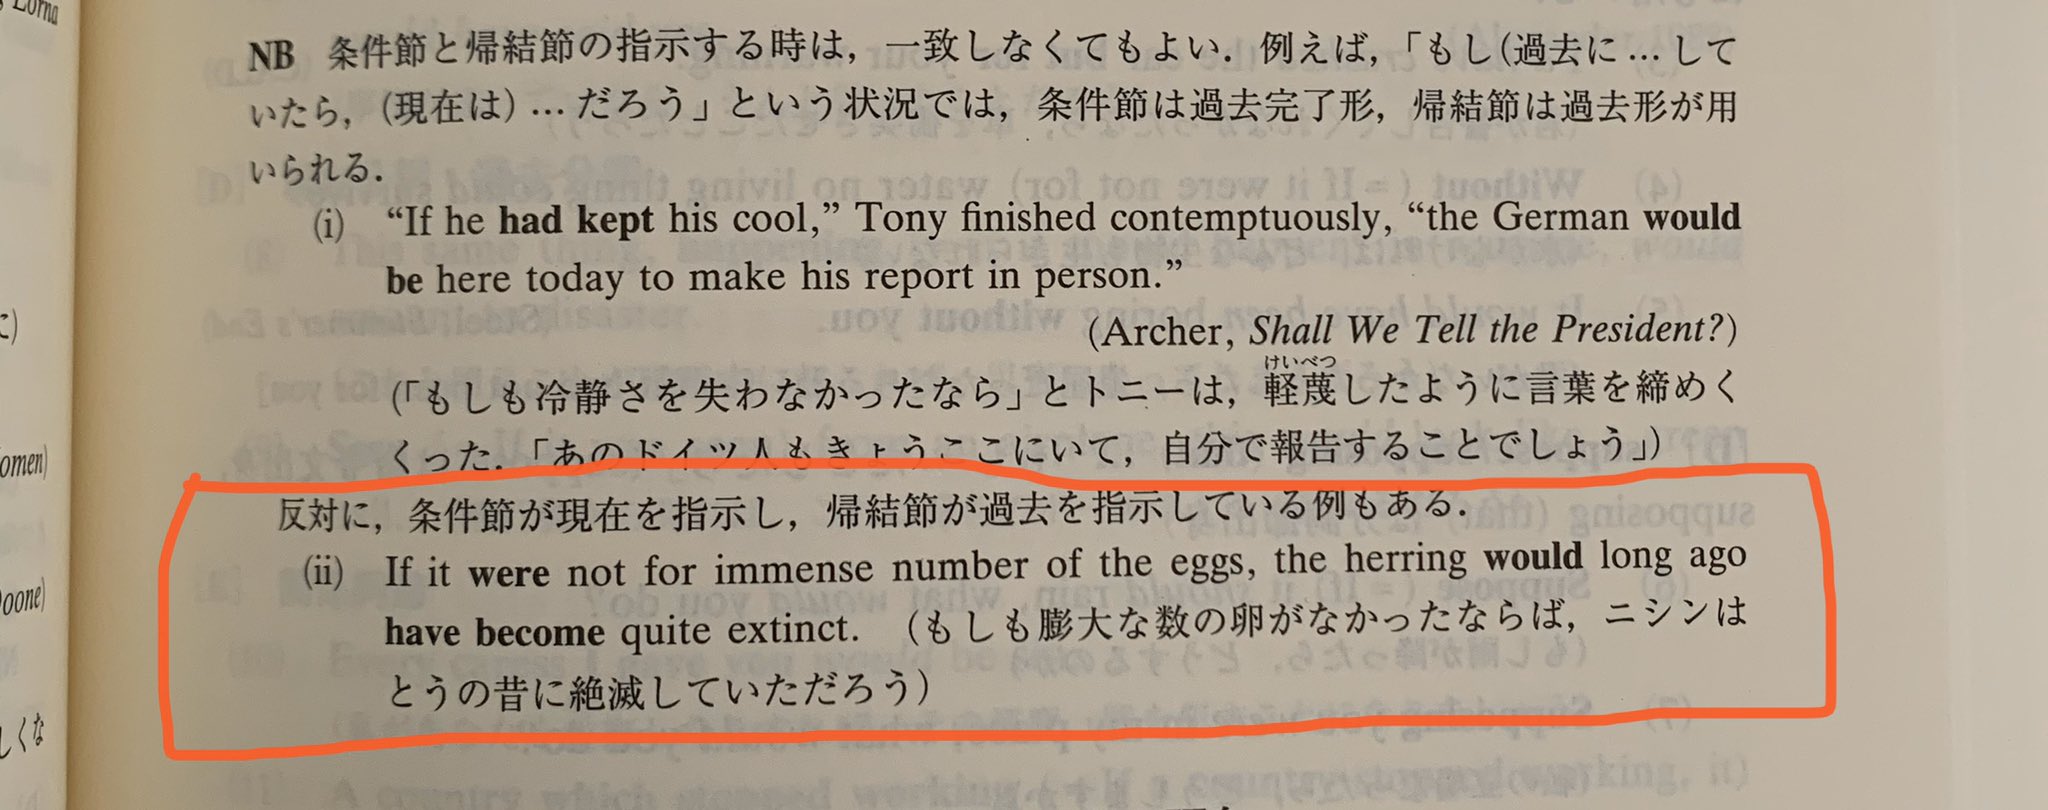 Lorna
NB 条件節と帰結節の指示する時は，一致しなくてもよい．例えば，「もし(過去に … して
いたら，(現在は) … だろう」という状況では，条件節は過去完了形，帰結節は過去形が用
いられる．
(i) “If he had kept his cool,” Tony finished contemptuously, “the German would
be here today to make his report in person.”
(Archer, Shall We Tell the President?)
けいべつ
(「もしも冷静さを失わなかったなら」とトニーは，軽蔑したように言葉を締めく
くった．「あのドイツ人もきょうここにいて，自分で報告することでしょう」)
omen)
反対に，条件節が現在を指示し，帰結節が過去を指示している例もある．
(ii) If it were not for immense number of the eggs, the herring would long ago
oone)
have become quite extinct. (もしも膨大な数の卵がなかったならば，ニシンは
とうの昔に絶滅していただろう)
しくな